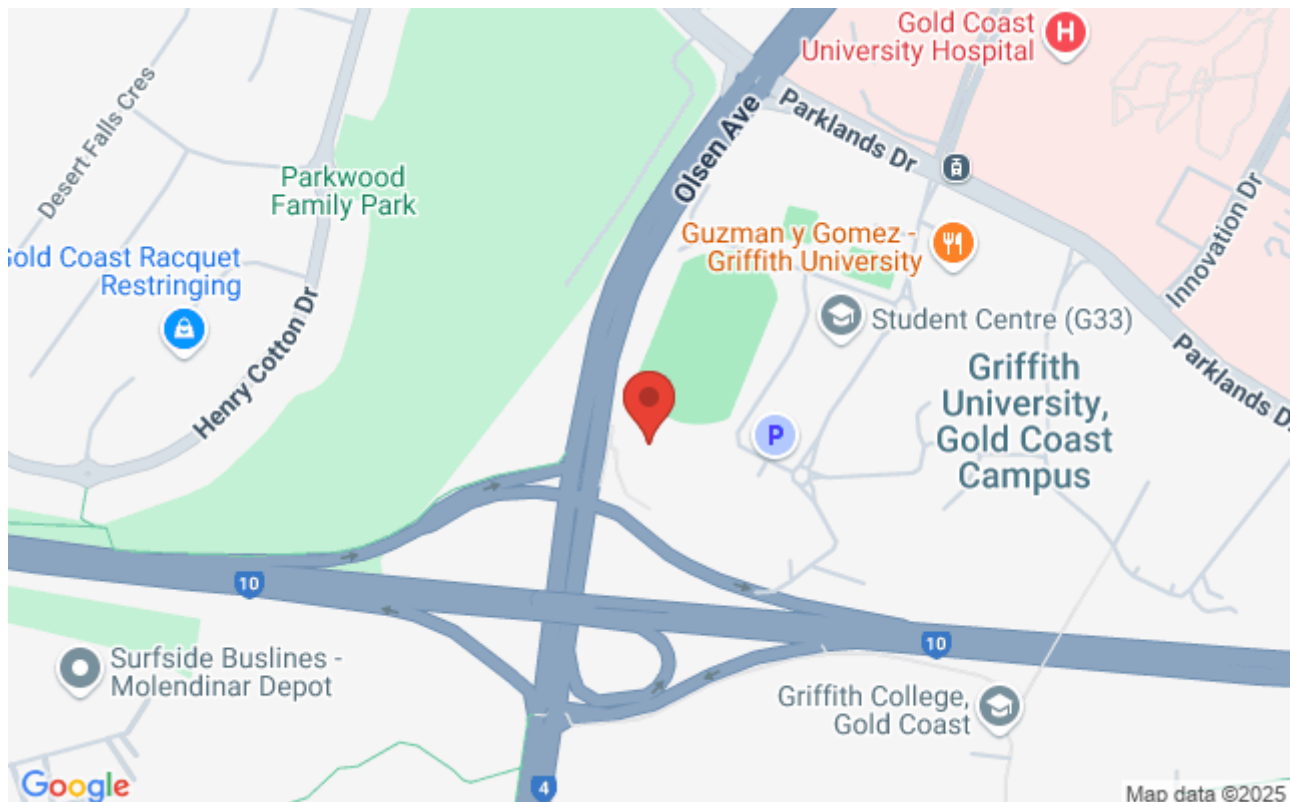 Gold Coast
University Hospital
H
Desert Falls Cres
Olsen Ave
Parklands Dr
Parkwood
Family Park
Innovation Dr
Gold Coast Racquet
Restringing
Guzman y Gomez -
Griffith University
Henry Cotton Dr
Student Centre (G33)
Parklands Dr
Griffith
University,
Gold Coast
Campus
P
10
10
Surfside Buslines -
Molendinar Depot
Griffith College,
Gold Coast
4
Google
Map data ©2025